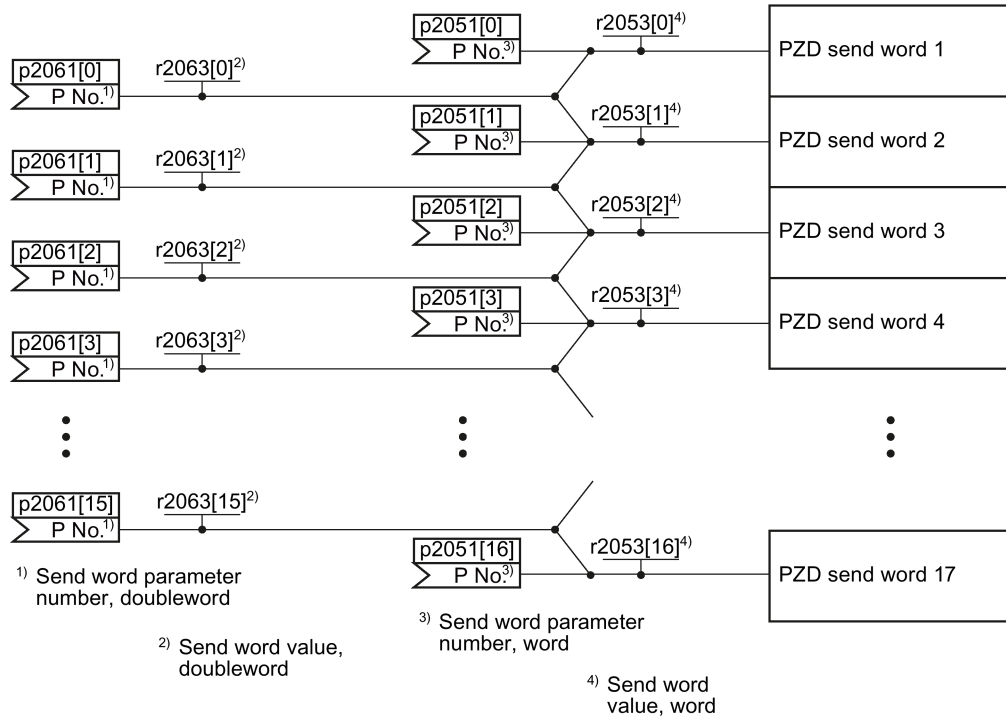 p2051[0]
P No.3)
r2053[0]4)
PZD send word 1
p2061[0]
P No.1)
r2063[0]2)
p2051[1]
P No.3)
r2053[1]4)
PZD send word 2
p2061[1]
P No.1)
r2063[1]2)
p2051[2]
P No.3)
r2053[2]4)
PZD send word 3
p2061[2]
P No.1)
r2063[2]2)
p2051[3]
P No.3)
r2053[3]4)
PZD send word 4
p2061[3]
P No.1)
r2063[3]2)
p2061[15]
P No.1)
r2063[15]2)
p2051[16]
P No.3)
r2053[16]4)
PZD send word 17
1) Send word parameter
number, doubleword
2) Send word value,
doubleword
3) Send word parameter
number, word
4) Send word
value, word